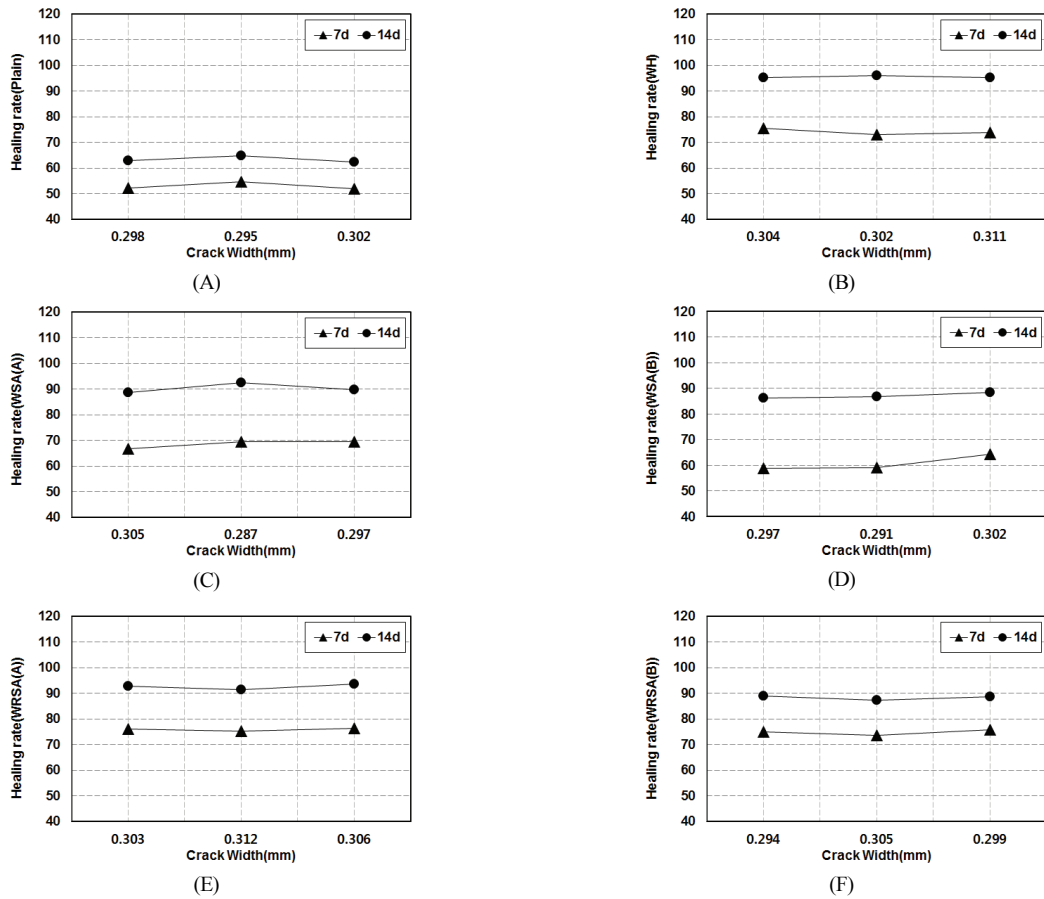 120
110
100
90
80
70
60
50
40
Healing rate(Plain)
7d 14d
0.298 0.295 0.302
Crack Width(mm)
(A)
120
110
100
90
80
70
60
50
40
Healing rate(WH)
7d 14d
0.304 0.302 0.311
Crack Width(mm)
(B)
120
110
100
90
80
70
60
50
40
Healing rate(WSA(A))
7d 14d
0.305 0.287 0.297
Crack Width(mm)
(C)
120
110
100
90
80
70
60
50
40
Healing rate(WSA(B))
7d 14d
0.297 0.291 0.302
Crack Width(mm)
(D)
120
110
100
90
80
70
60
50
40
Healing rate(WRSA(A))
7d 14d
0.303 0.312 0.306
Crack Width(mm)
(E)
120
110
100
90
80
70
60
50
40
Healing rate(WRSA(B))
7d 14d
0.294 0.305 0.299
Crack Width(mm)
(F)